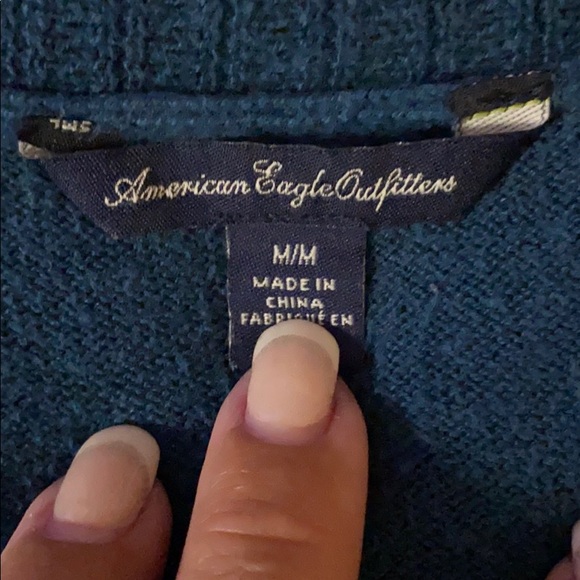 American Eagle Outfitters
M/M
MADE IN
CHINA
FABRIQUÉ EN